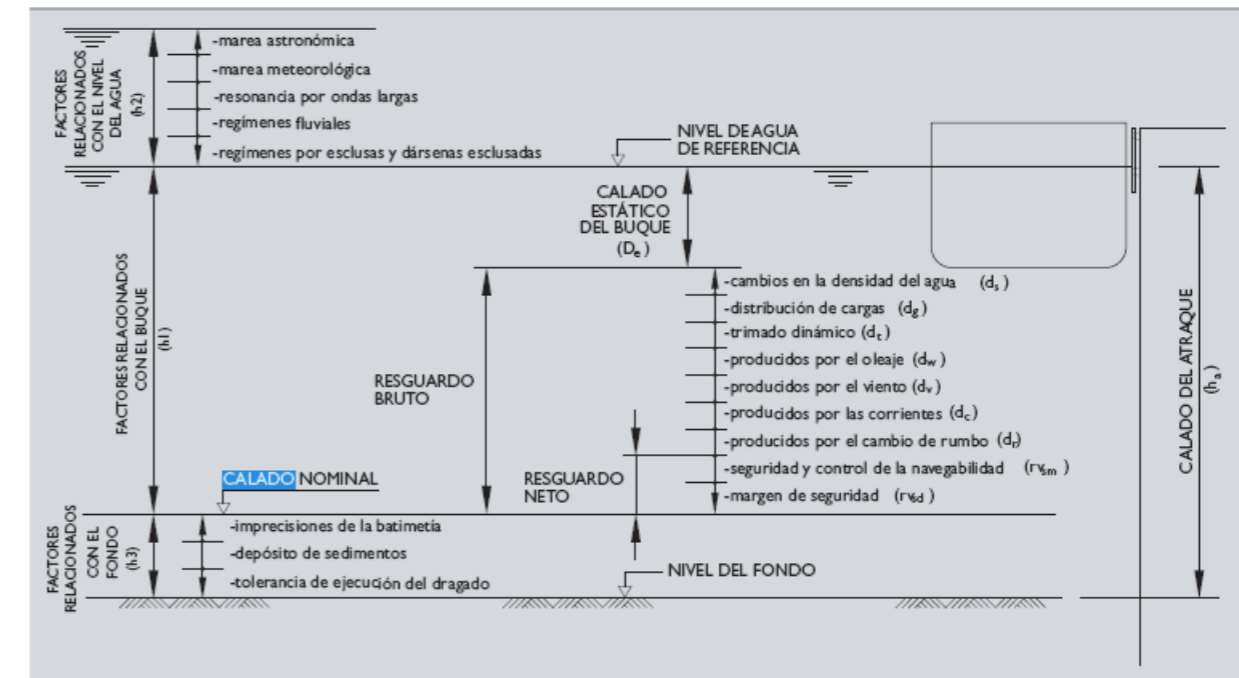 FACTORES
RELACIONADOS
CON EL NIVEL
DEL AGUA
(h2)
-marea astronómica
-marea meteorológica
-resonancia por ondas largas
-regímenes fluviales
-regímenes por esclusas y dársenas esclusadas
NIVEL DE AGUA
DE REFERENCIA
CALADO
ESTÁTICO
DEL BUQUE
(De)
FACTORES RELACIONADOS
CON EL BUQUE
(h1)
RESGUARDO
BRUTO
-cambios en la densidad del agua (ds)
-distribución de cargas (dg)
-trimado dinámico (dt)
-producidos por el oleaje (dw)
-producidos por el viento (dv)
-producidos por las corrientes (dc)
-producidos por el cambio de rumbo (dr)
-seguridad y control de la navegabilidad (rvsm)
-margen de seguridad (rvsd)
RESGUARDO
NETO
CALADO NOMINAL
CALADO DEL ATRAQUE
(ha)
FACTORES
RELACIONADOS
CON EL
FONDO
(h3)
-imprecisiones de la batimetía
-depósito de sedimentos
-tolerancia de ejecución del dragado
NIVEL DEL FONDO